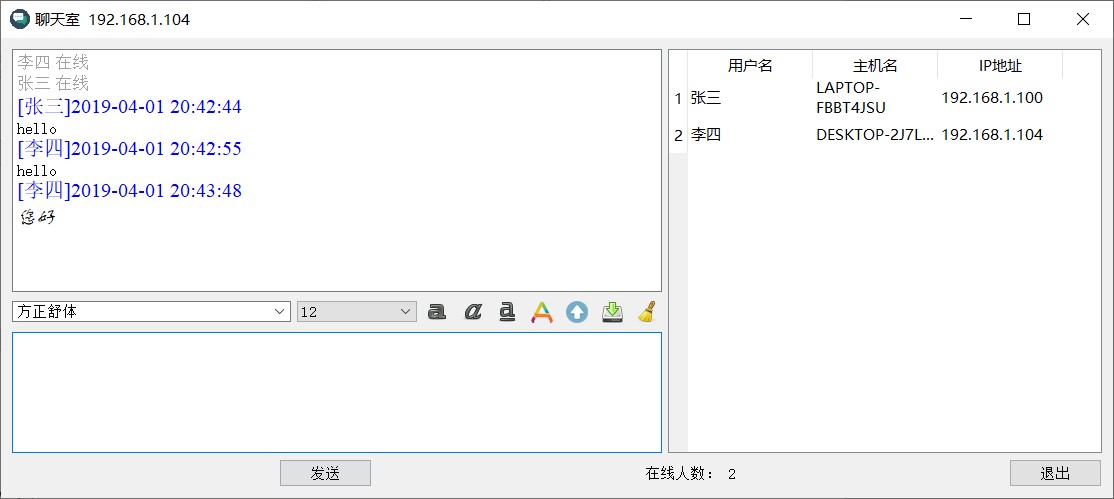 聊天室 192.168.1.104
李四 在线
张三 在线
[张三]2019-04-01 20:42:44
hello
[李四]2019-04-01 20:42:55
hello
[李四]2019-04-01 20:43:48
您好
方正舒体 12 a a a A
发送
用户名 主机名 IP地址
1 张三 LAPTOP-
FBBT4JSU 192.168.1.100
2 李四 DESKTOP-2J7L... 192.168.1.104
在线人数： 2
退出